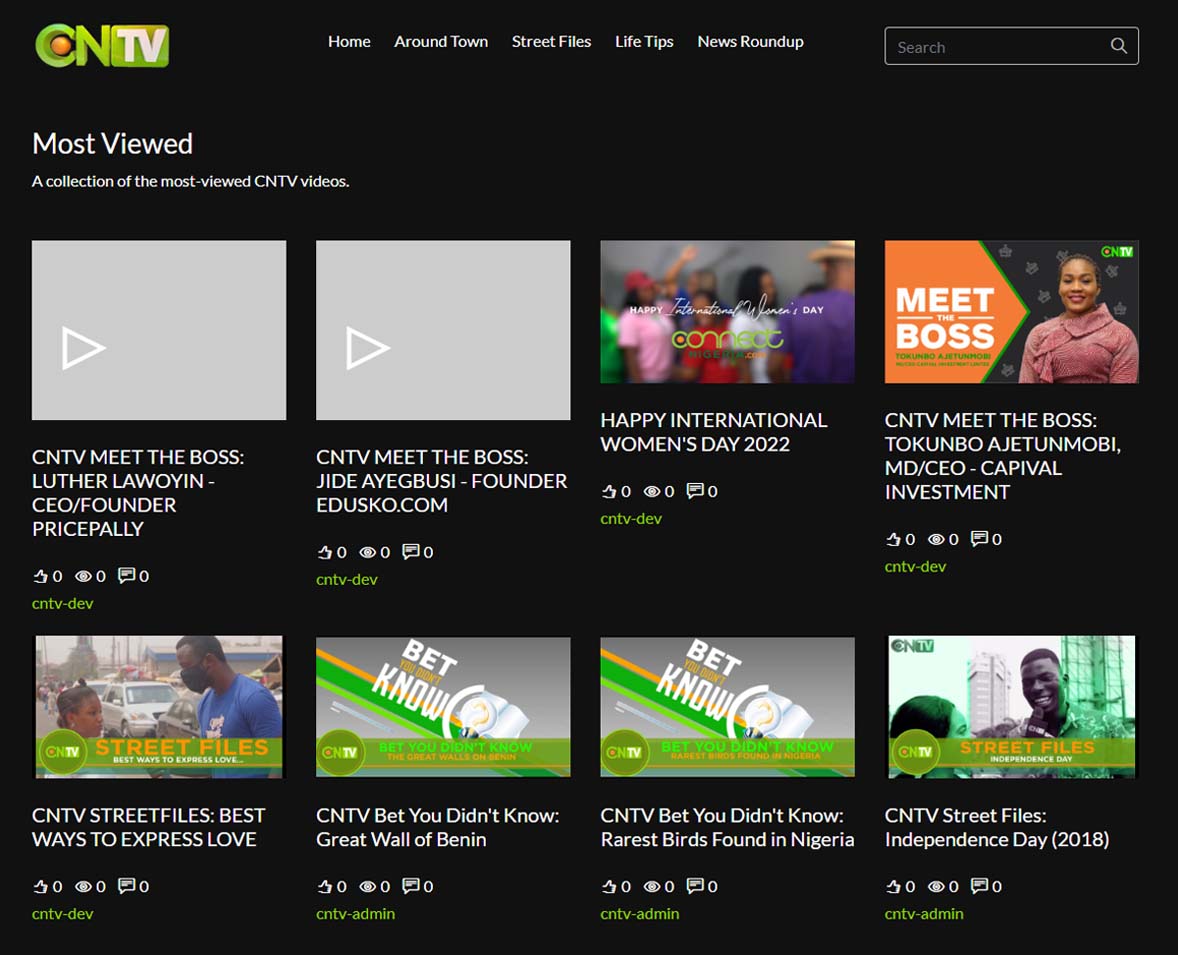 CNTV
Home Around Town Street Files Life Tips News Roundup
Search
Most Viewed
A collection of the most-viewed CNTV videos.
HAPPY International Women's DAY
connect
NIGERIA.com
CNTV
MEET
THE
BOSS
TOKUNBO AJETUNMOBI
MD/CEO CAPIVAL INVESTMENT LIMITED
CNTV MEET THE BOSS:
LUTHER LAWOYIN -
CEO/FOUNDER
PRICEPALLY
0 0 0
cntv-dev
CNTV MEET THE BOSS:
JIDE AYEGBUSI - FOUNDER
EDUSKO.COM
0 0 0
cntv-dev
HAPPY INTERNATIONAL
WOMEN'S DAY 2022
0 0 0
cntv-dev
CNTV MEET THE BOSS:
TOKUNBO AJETUNMOBI,
MD/CEO - CAPIVAL
INVESTMENT
0 0 0
cntv-dev
CNTV
STREET FILES
BEST WAYS TO EXPRESS LOVE...
BET
YOU DIDN'T
KNOW
CNTV
BET YOU DIDN'T KNOW
THE GREAT WALLS ON BENIN
BET
YOU DIDN'T
KNOW
CNTV
BET YOU DIDN'T KNOW
RAREST BIRDS FOUND IN NIGERIA
CNTV
CNTV
STREET FILES
INDEPENDENCE DAY
CNTV STREETFILES: BEST
WAYS TO EXPRESS LOVE
0 0 0
cntv-dev
CNTV Bet You Didn't Know:
Great Wall of Benin
0 0 0
cntv-admin
CNTV Bet You Didn't Know:
Rarest Birds Found in Nigeria
0 0 0
cntv-admin
CNTV Street Files:
Independence Day (2018)
0 0 0
cntv-admin